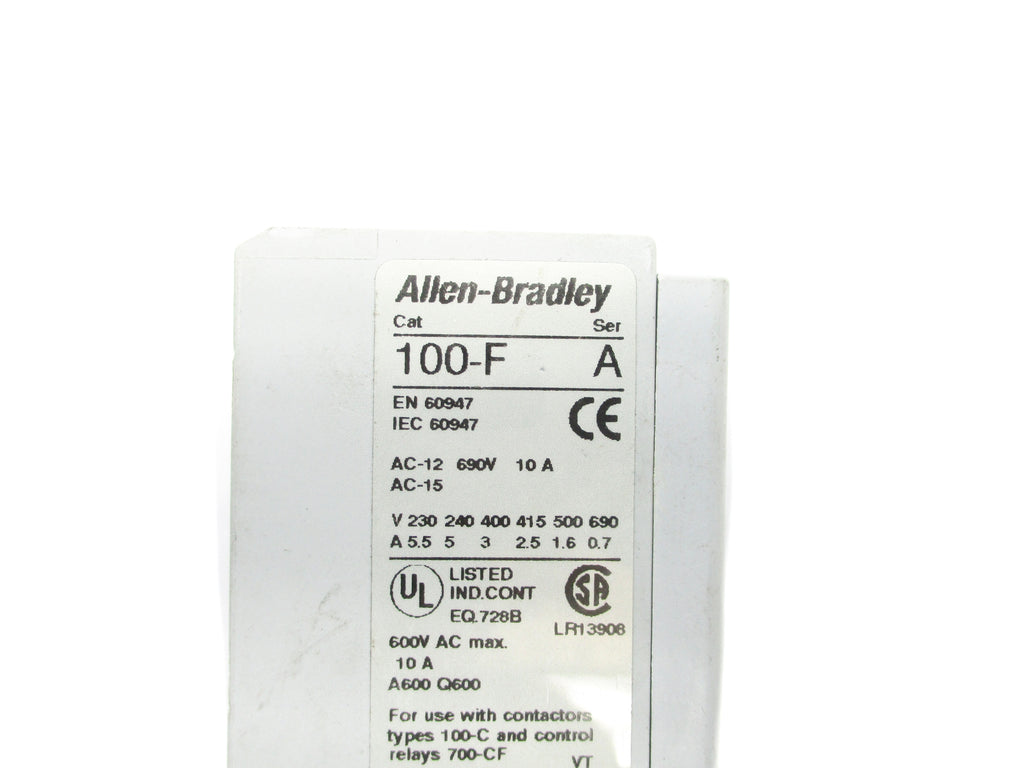 Allen-Bradley
Cat Ser
100-F A
EN 60947
IEC 60947
CE
AC-12 690V 10 A
AC-15
V 230 240 400 415 500 690
A 5.5 5 3 2.5 1.6 0.7
UL LISTED
IND.CONT
EQ.728B
SA
LR13908
600V AC max.
10 A
A600 Q600
For use with contactors
types 100-C and control
relays 700-CF
VT